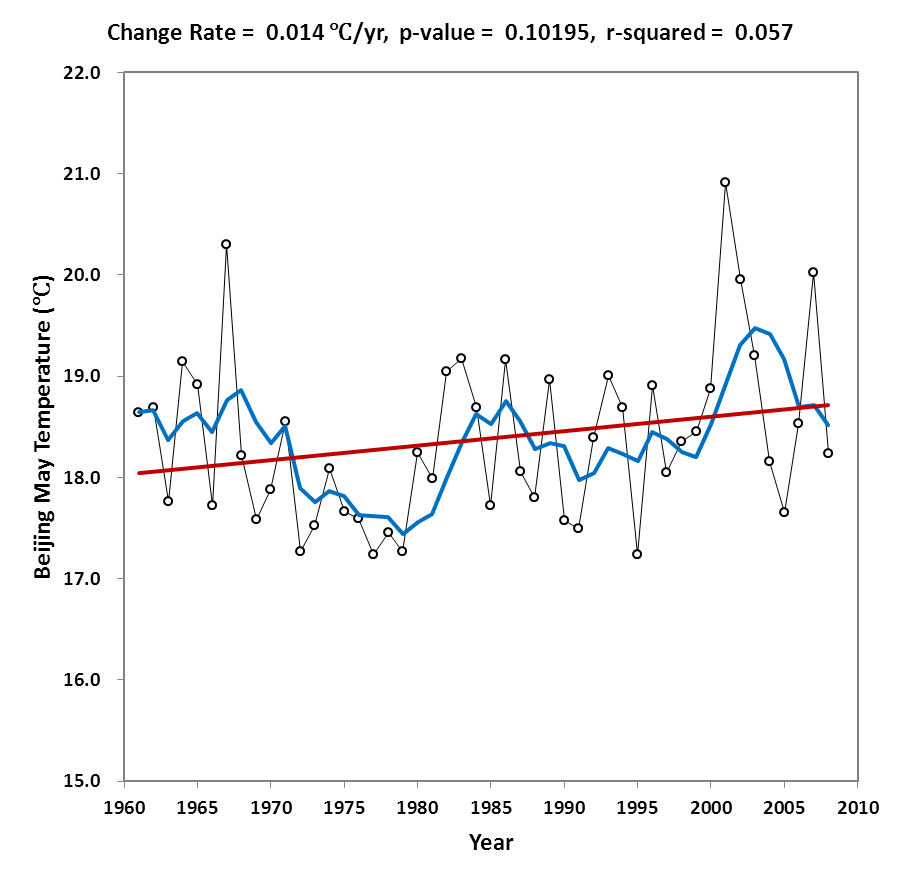 Change Rate = 0.014 ℃/yr, p-value = 0.10195, r-squared = 0.057
Beijing May Temperature (℃)
22.0
21.0
20.0
19.0
18.0
17.0
16.0
15.0
1960 1965 1970 1975 1980 1985 1990 1995 2000 2005 2010
Year